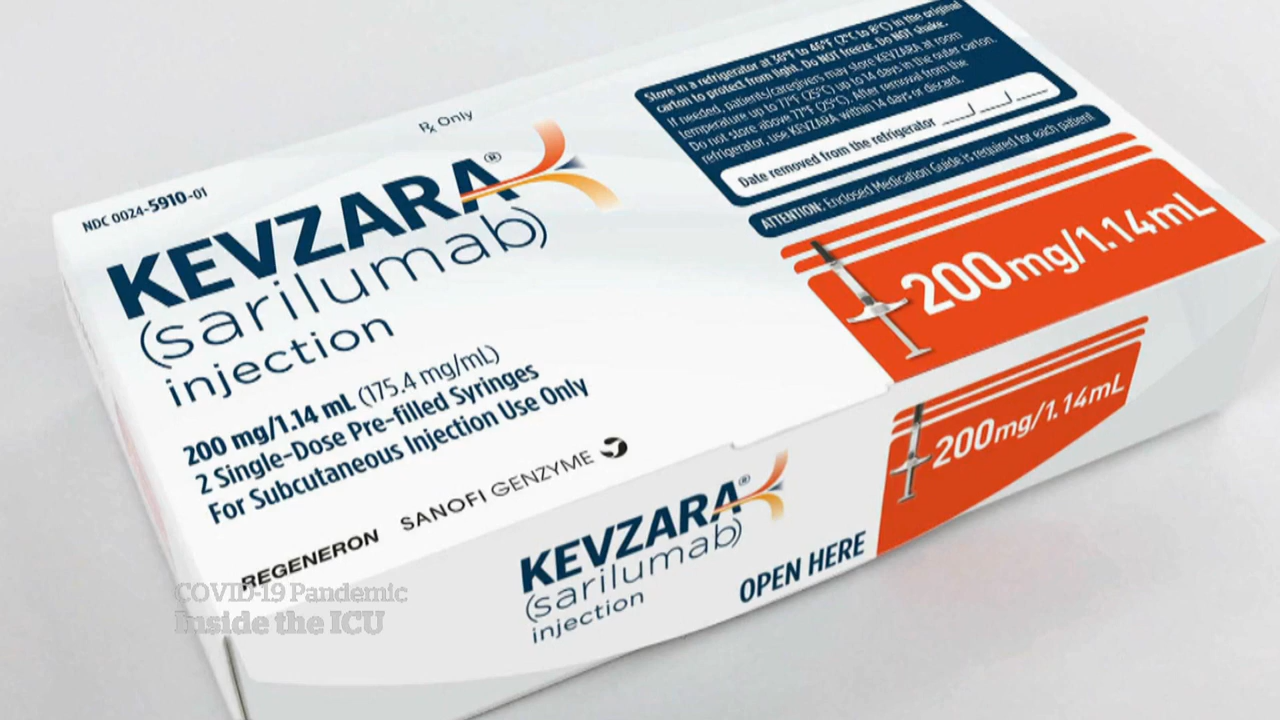 Rx Only
NDC 0024-5910-01
KEVZARA®
(sarilumab)
injection
200 mg/1.14 mL (175.4 mg/mL)
2 Single-Dose Pre-filled Syringes
For Subcutaneous Injection Use Only
REGENERON SANOFI GENZYME
Store in a refrigerator at 36°F to 46°F (2°C to 8°C) in the original
carton to protect from light. Do NOT freeze. Do NOT shake.
If needed, patients/caregivers may store KEVZARA at room
temperature up to 77°F (25°C) up to 14 days in the outer carton.
Do not store above 77°F (25°C). After removal from the
refrigerator, use KEVZARA within 14 days or discard.
Date removed from the refrigerator ____/____/____
ATTENTION: Enclosed Medication Guide is required for each patient
200mg/1.14mL
200mg/1.14mL
KEVZARA®
(sarilumab)
injection
OPEN HERE
COVID-19 Pandemic
Inside the ICU